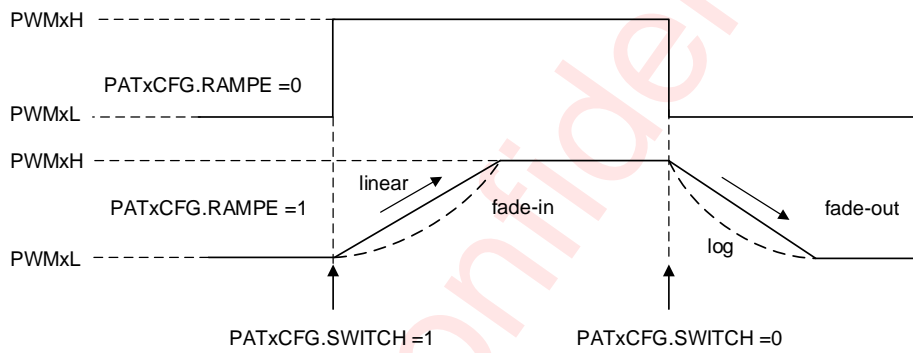 PWMxH
PATxCFG.RAMPE =0
PWMxL
PWMxH
linear
PATxCFG.RAMPE =1
fade-in
fade-out
log
PWMxL
PATxCFG.SWITCH =1
PATxCFG.SWITCH =0